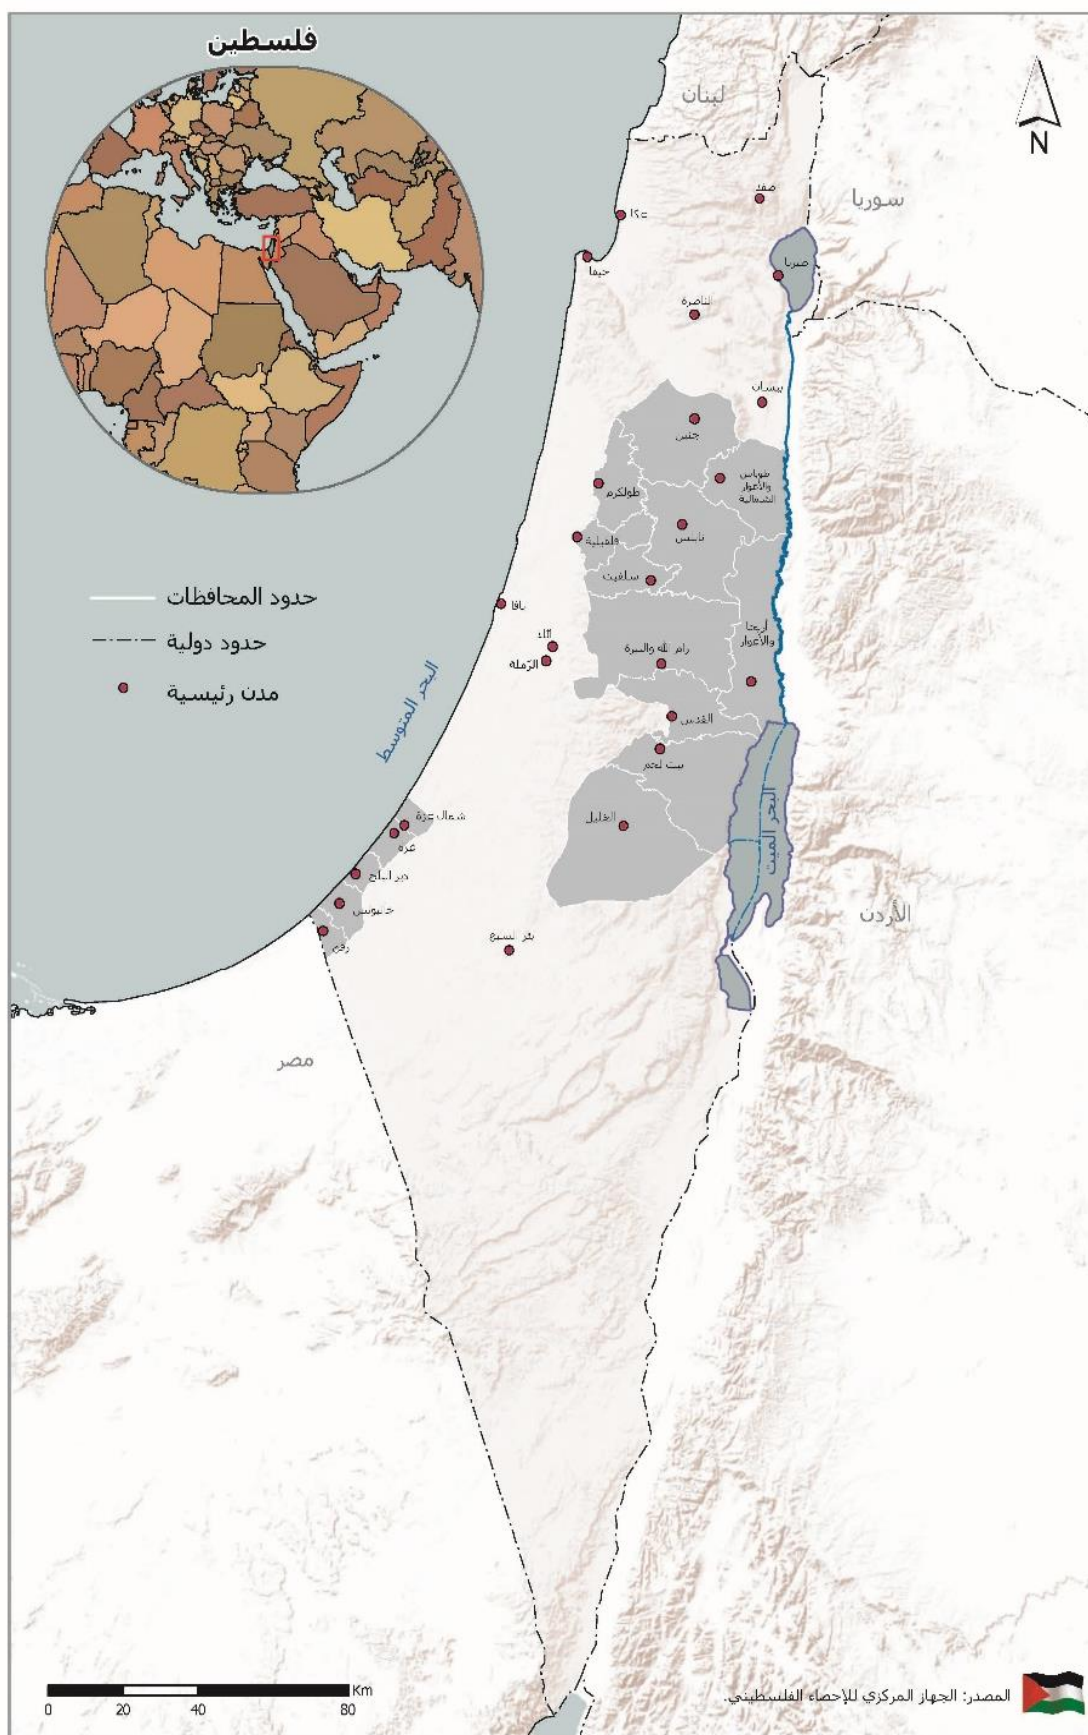 فلسطين
لبنان
N
صفد
سوريا
عكا
حيفا
طبريا
الناصرة
بيسان
جنين
طوباس
والأغوار
الشمالية
طولكرم
نابلس
قلقيلية
سلفيت
حدود المحافظات
حدود دولية
مدن رئيسية
يافا
اللد
الرملة
أريحا
والأغوار
رام الله والبيرة
البحر المتوسط
القدس
بيت لحم
البحر الميت
الخليل
شمال غزة
غزة
دير البلح
خانيونس
رفح
بئر السبع
الأردن
مصر
0 20 40 80 Km
المصدر: الجهاز المركزي للإحصاء الفلسطيني.